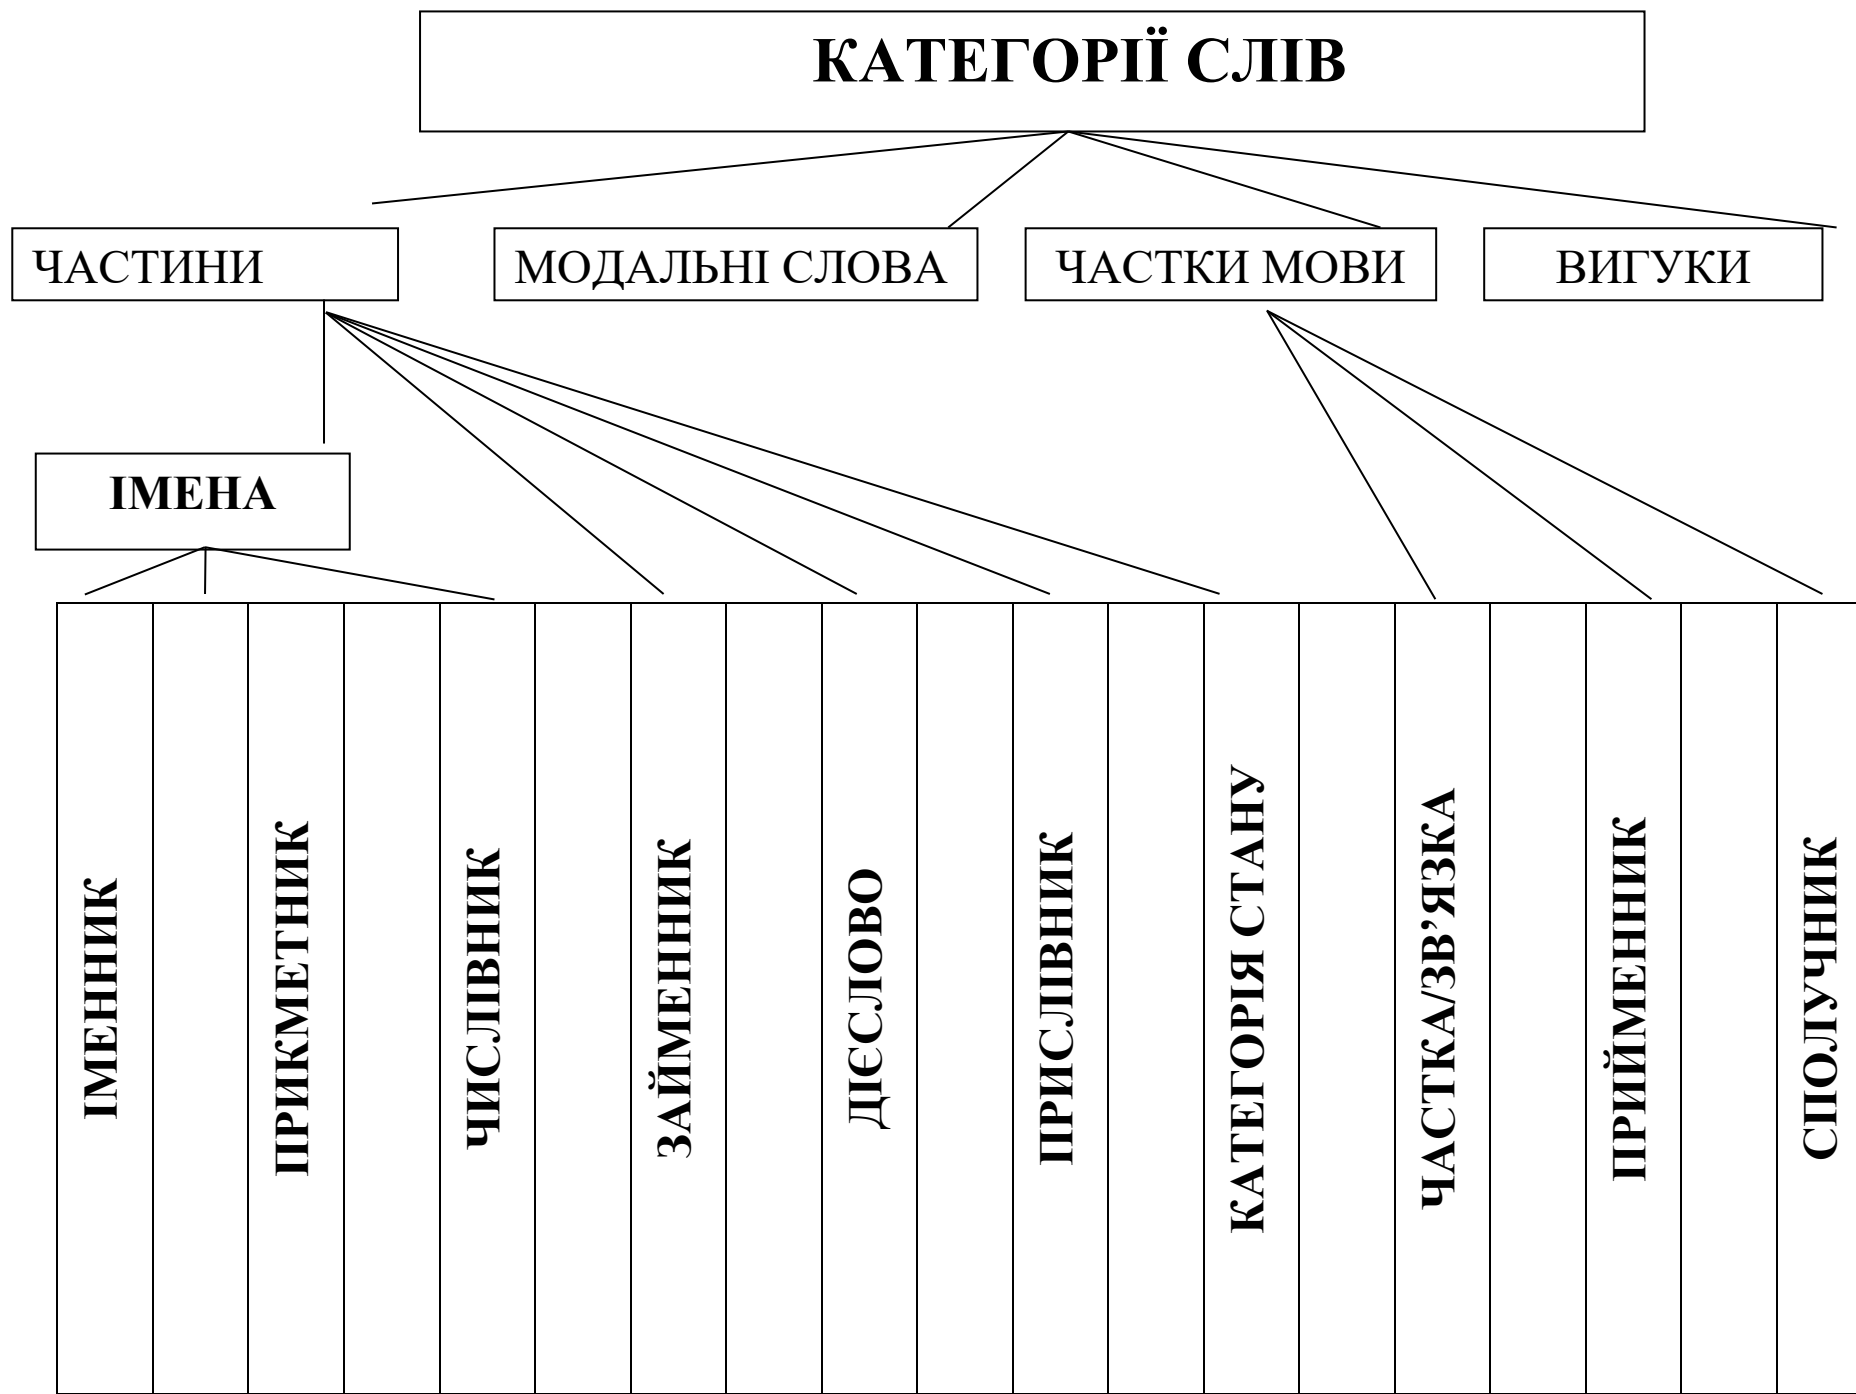 КАТЕГОРІЇ СЛІВ
ЧАСТИНИ
МОДАЛЬНІ СЛОВА
ЧАСТКИ МОВИ
ВИГУКИ
ІМЕНА
ІМЕННИК
ПРИКМЕТНИК
ЧИСЛІВНИК
ЗАЙМЕННИК
ДІЄСЛОВО
ПРИСЛІВНИК
КАТЕГОРІЯ СТАНУ
ЧАСТКА/ЗВ’ЯЗКА
ПРИЙМЕННИК
СПОЛУЧНИК